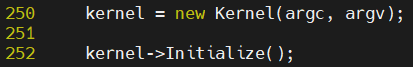 250     kernel = new Kernel(argc, argv);
251
252     kernel->Initialize();